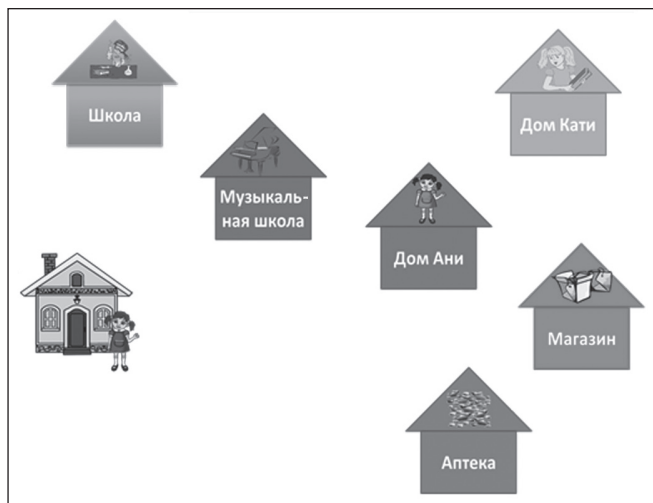 Школа
Дом Кати
Музыкаль-
ная школа
Дом Ани
Магазин
Аптека